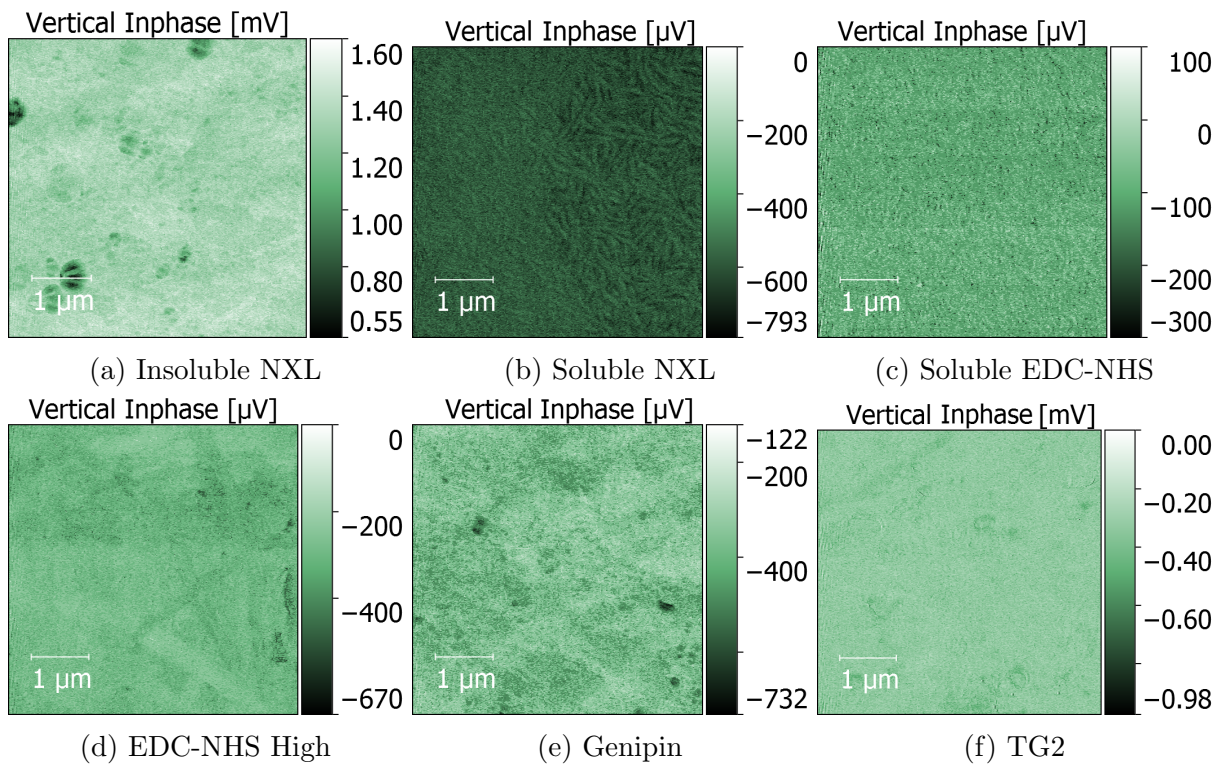 Vertical Inphase [mV]
1.60
1.40
1.20
1.00
0.80
0.55
1 µm
(a) Insoluble NXL
Vertical Inphase [µV]
0
−200
−400
−600
−793
1 µm
(b) Soluble NXL
Vertical Inphase [µV]
100
0
−100
−200
−300
1 µm
(c) Soluble EDC-NHS
Vertical Inphase [µV]
0
−200
−400
−670
1 µm
(d) EDC-NHS High
Vertical Inphase [µV]
−122
−200
−400
−732
1 µm
(e) Genipin
Vertical Inphase [mV]
0.00
−0.20
−0.40
−0.60
−0.98
1 µm
(f) TG2